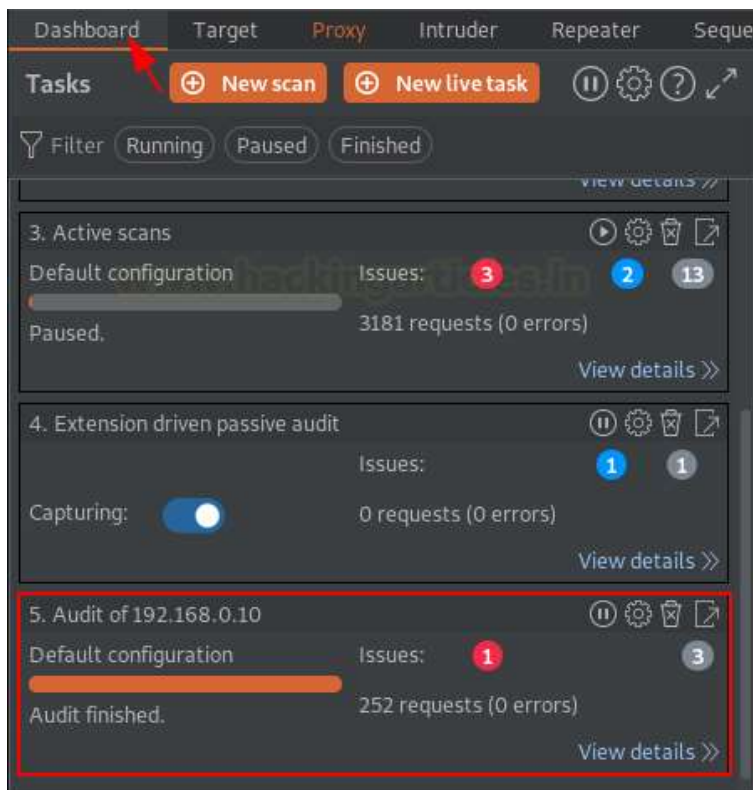 Dashboard Target Proxy Intruder Repeater Seque
Tasks New scan New live task
Filter Running Paused Finished
View details
3. Active scans
Default configuration Issues: 3 2 13
Paused. 3181 requests (0 errors)
View details
4. Extension driven passive audit
Issues: 1 1
Capturing: 0 requests (0 errors)
View details
5. Audit of 192.168.0.10
Default configuration Issues: 1 3
Audit finished. 252 requests (0 errors)
View details